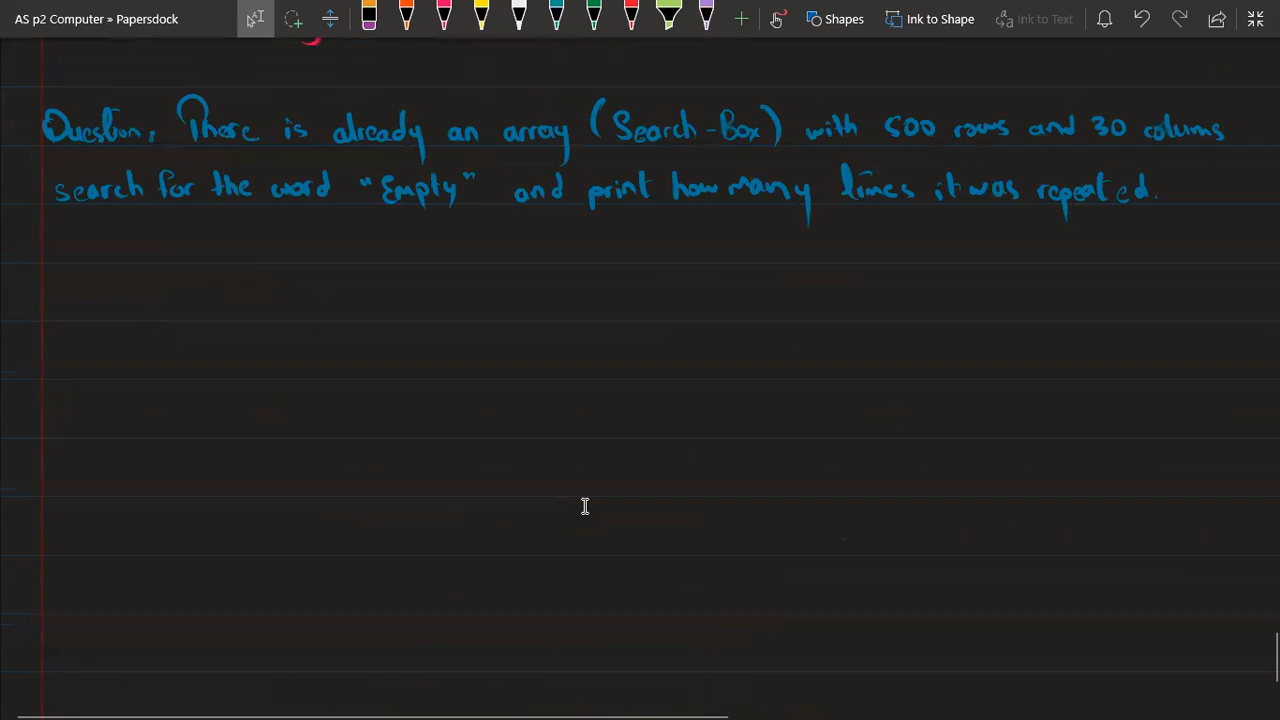 AS p2 Computer » Papersdock
Shapes
Ink to Shape
Ink to Text
Question: There is already an array (Search-Box) with 500 rows and 30 colums
search for the word "Empty" and print how many times it was repeated.